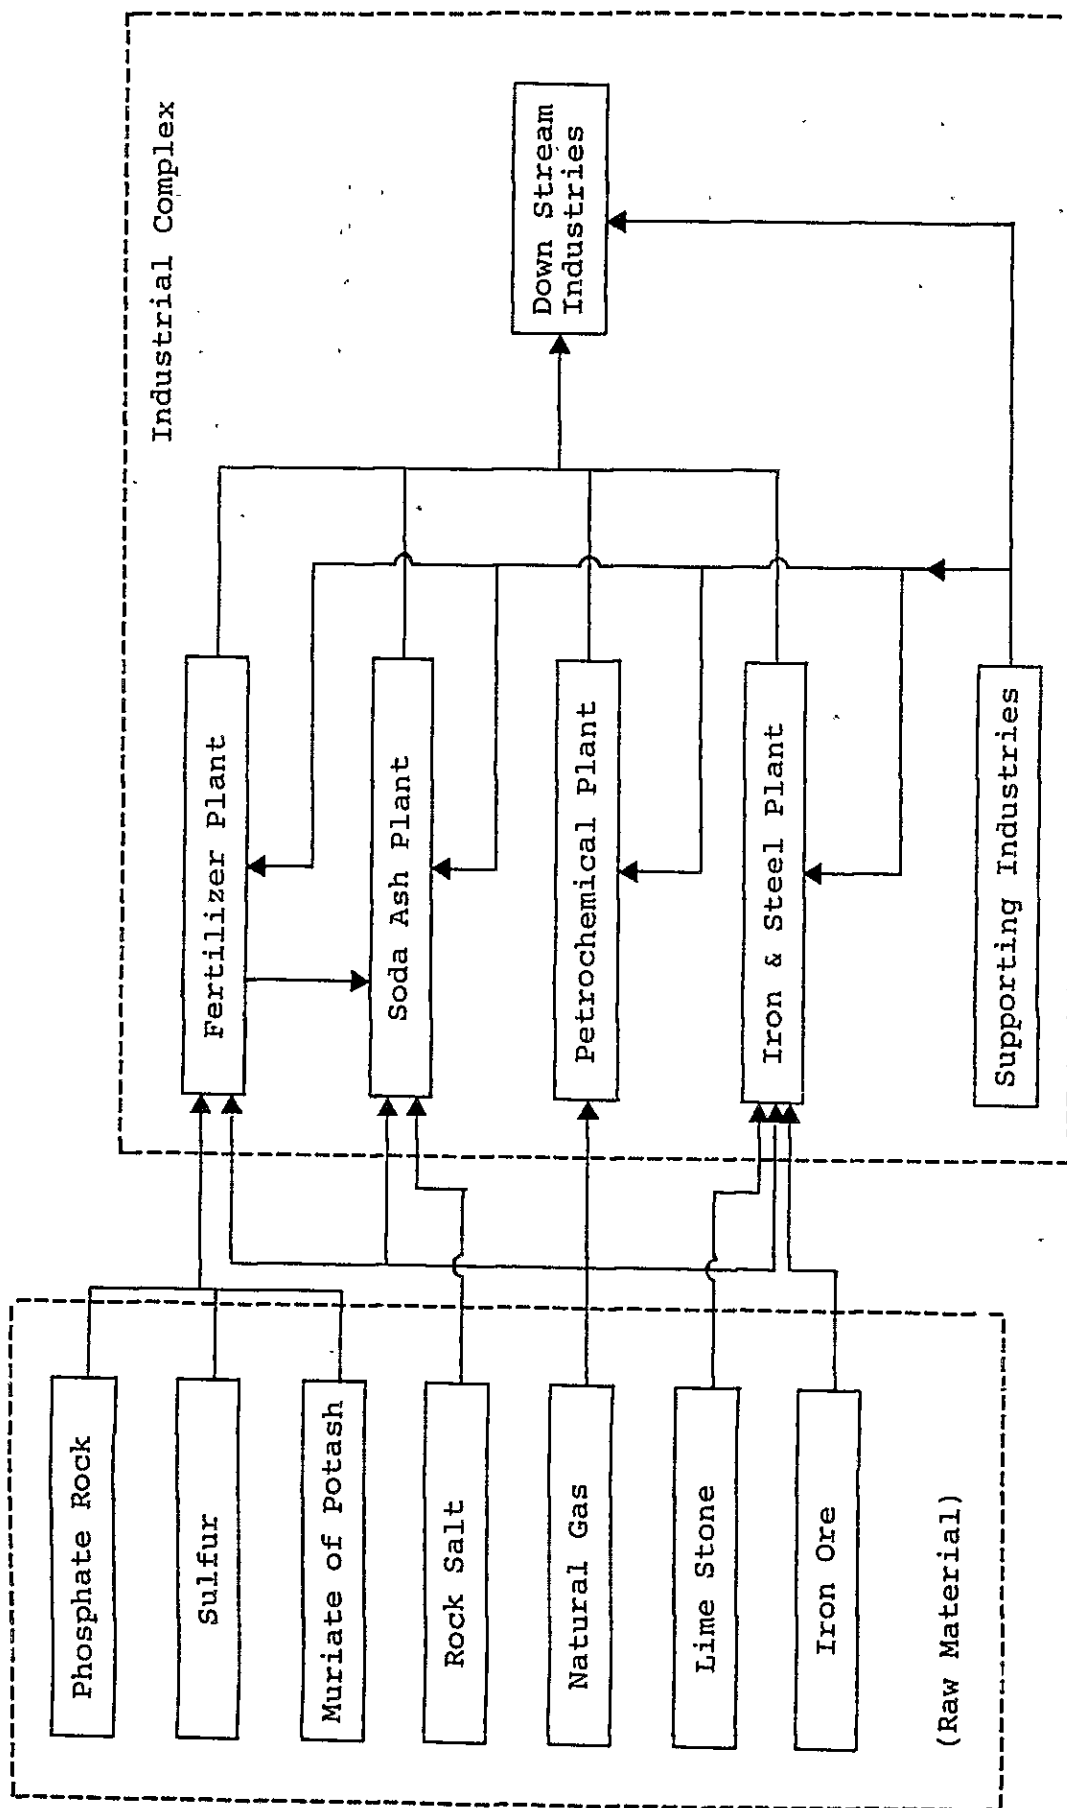 Industrial Complex
Down Stream
Industries
Fertilizer Plant
Soda Ash Plant
Petrochemical Plant
Iron & Steel Plant
Supporting Industries
Phosphate Rock
Sulfur
Muriate of Potash
Rock Salt
Natural Gas
Lime Stone
Iron Ore
(Raw Material)